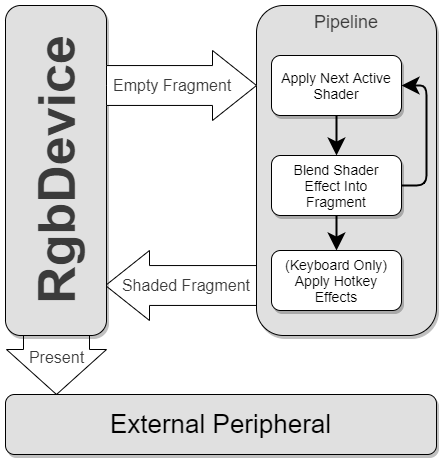 Pipeline
RgbDevice
Empty Fragment
Apply Next Active
Shader
Blend Shader
Effect Into
Fragment
(Keyboard Only)
Apply Hotkey
Effects
Shaded Fragment
Present
External Peripheral